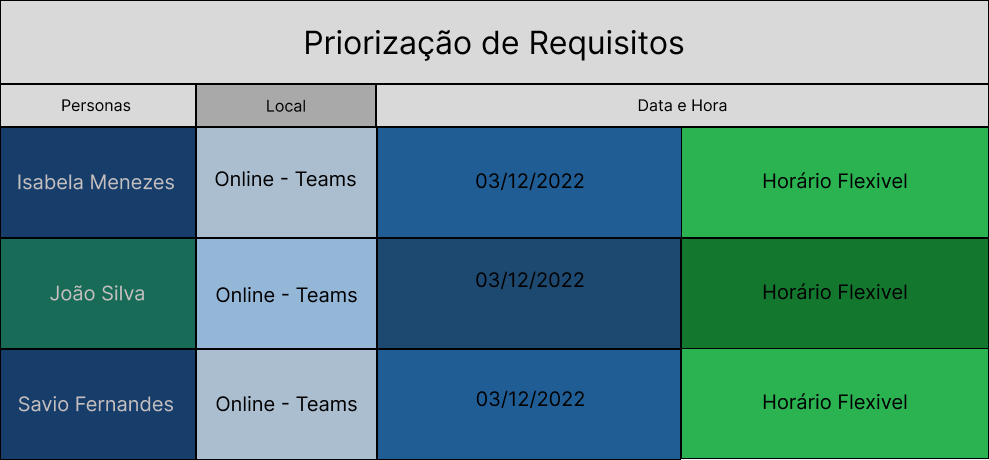 Priorização de Requisitos
Personas Local Data e Hora
Isabela Menezes Online - Teams 03/12/2022 Horário Flexivel
João Silva Online - Teams 03/12/2022 Horário Flexivel
Savio Fernandes Online - Teams 03/12/2022 Horário Flexivel